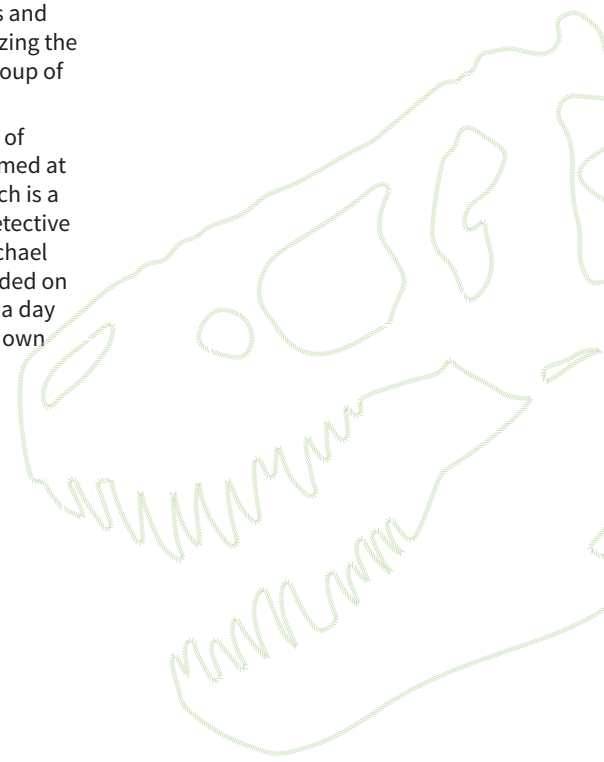 s and
zing the
oup of
of
med at
ch is a
etective
chael
ded on
a day
own